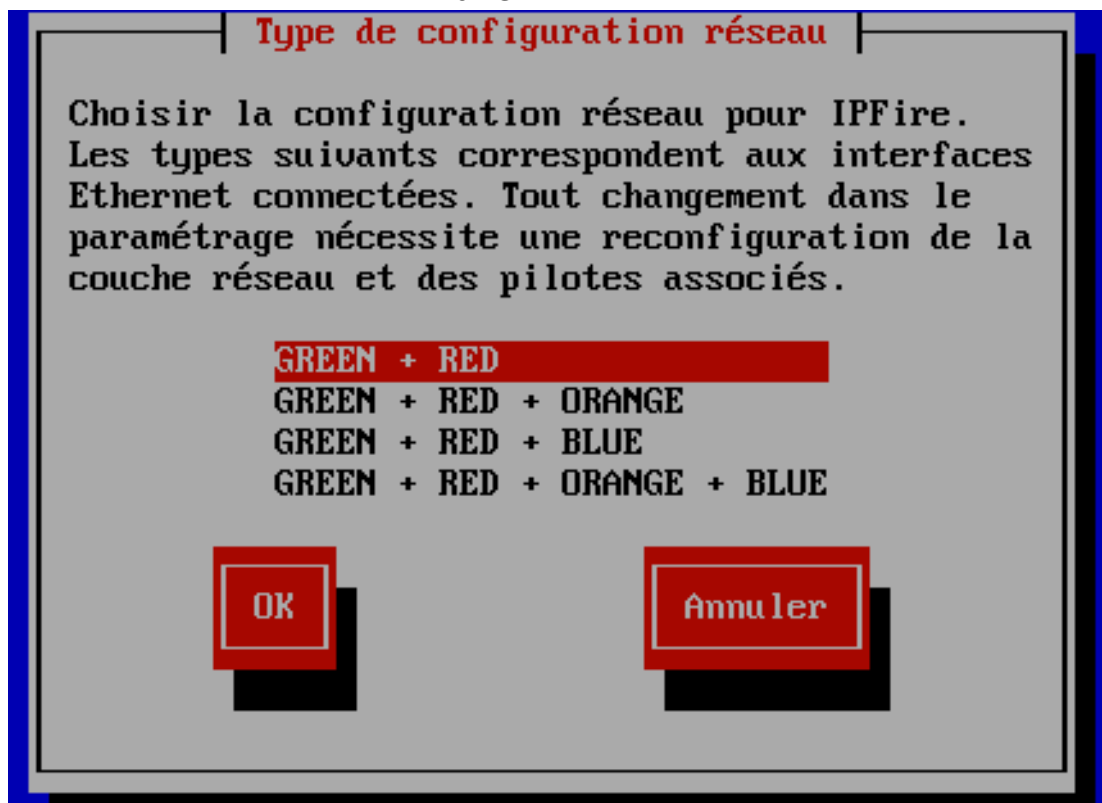 Type de configuration réseau
Choisir la configuration réseau pour IPFire.
Les types suivants correspondent aux interfaces
Ethernet connectées. Tout changement dans le
paramétrage nécessite une reconfiguration de la
couche réseau et des pilotes associés.
GREEN + RED
GREEN + RED + ORANGE
GREEN + RED + BLUE
GREEN + RED + ORANGE + BLUE
OK
Annuler